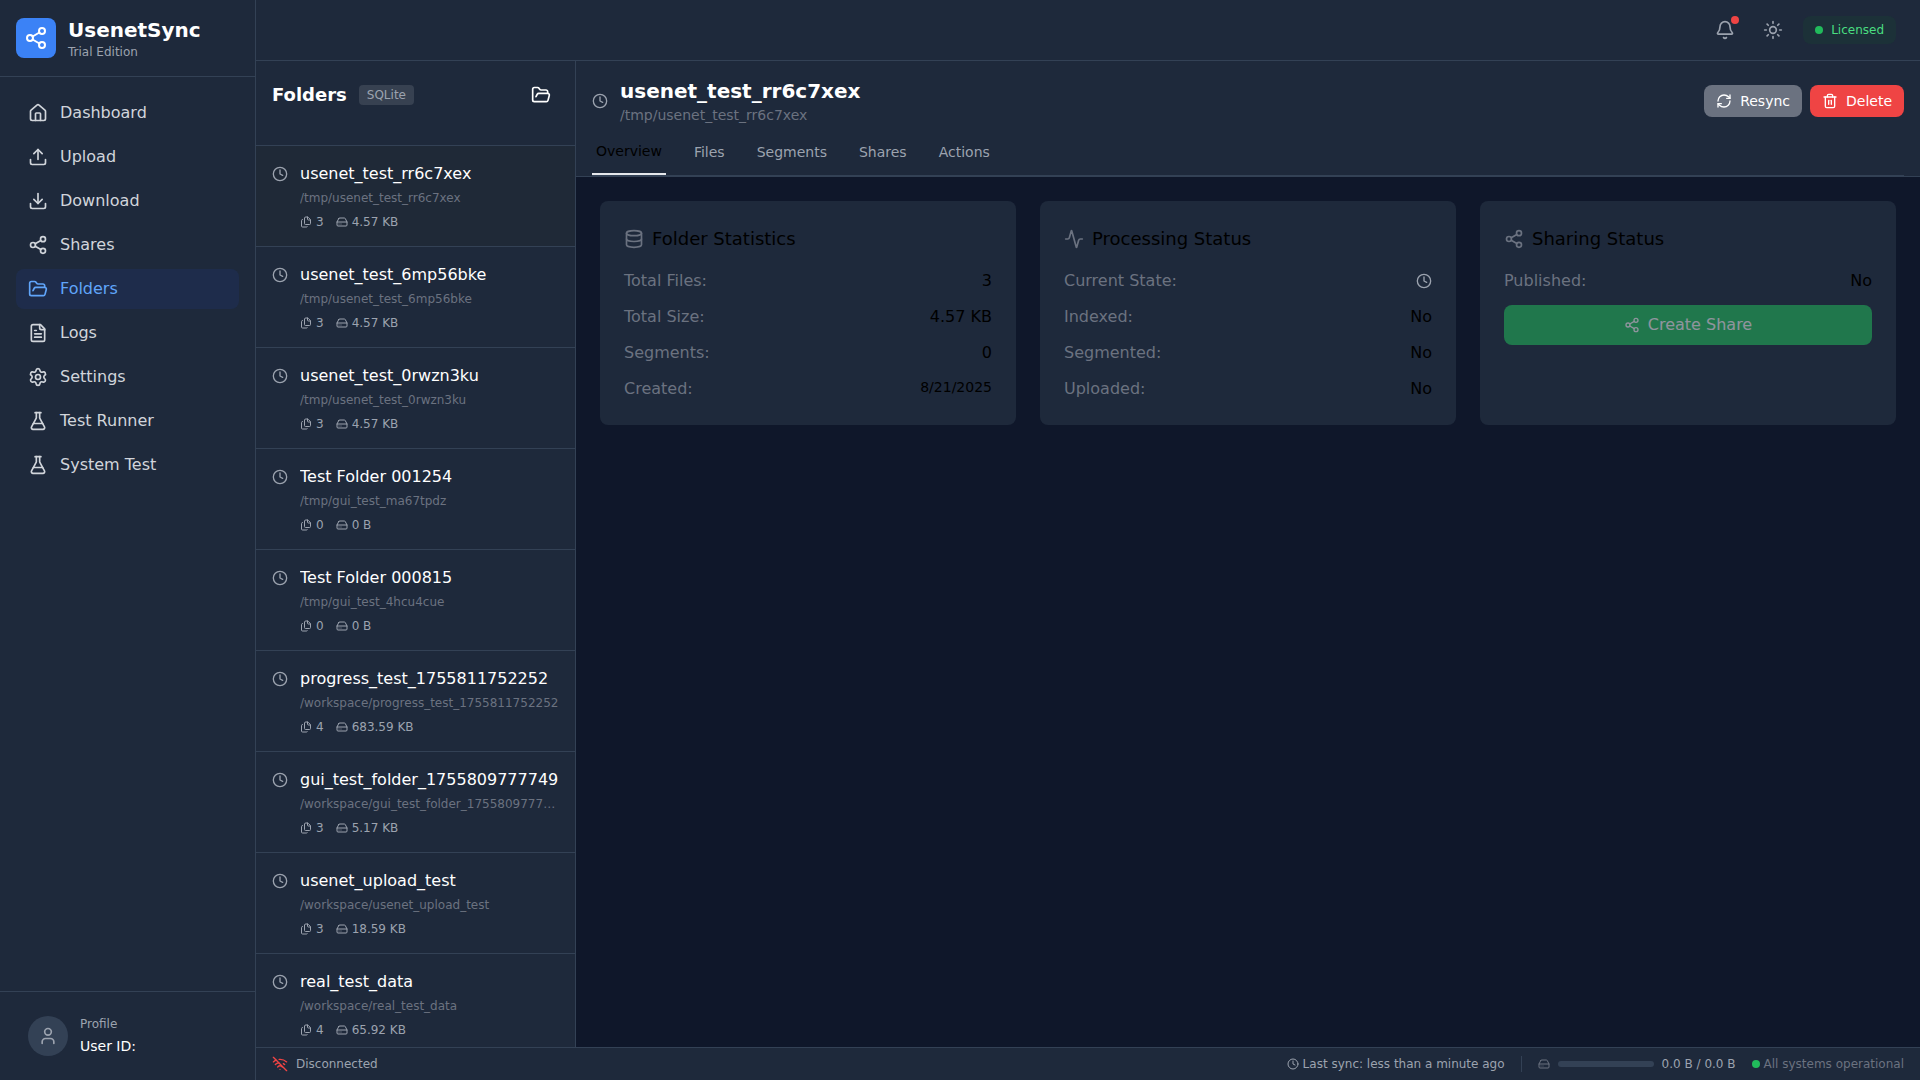 UsenetSync
Trial Edition
Dashboard
Upload
Download
Shares
Folders
Logs
Settings
Test Runner
System Test
Profile
User ID:
Licensed
Folders SQLite
usenet_test_rr6c7xex
/tmp/usenet_test_rr6c7xex
3 4.57 KB
usenet_test_6mp56bke
/tmp/usenet_test_6mp56bke
3 4.57 KB
usenet_test_0rwzn3ku
/tmp/usenet_test_0rwzn3ku
3 4.57 KB
Test Folder 001254
/tmp/gui_test_ma67tpdz
0 0 B
Test Folder 000815
/tmp/gui_test_4hcu4cue
0 0 B
progress_test_1755811752252
/workspace/progress_test_1755811752252
4 683.59 KB
gui_test_folder_1755809777749
/workspace/gui_test_folder_1755809777...
3 5.17 KB
usenet_upload_test
/workspace/usenet_upload_test
3 18.59 KB
real_test_data
/workspace/real_test_data
4 65.92 KB
usenet_test_rr6c7xex
/tmp/usenet_test_rr6c7xex
Resync Delete
Overview Files Segments Shares Actions
Folder Statistics
Total Files: 3
Total Size: 4.57 KB
Segments: 0
Created: 8/21/2025
Processing Status
Current State:
Indexed: No
Segmented: No
Uploaded: No
Sharing Status
Published: No
Create Share
Disconnected
Last sync: less than a minute ago
0.0 B / 0.0 B
All systems operational